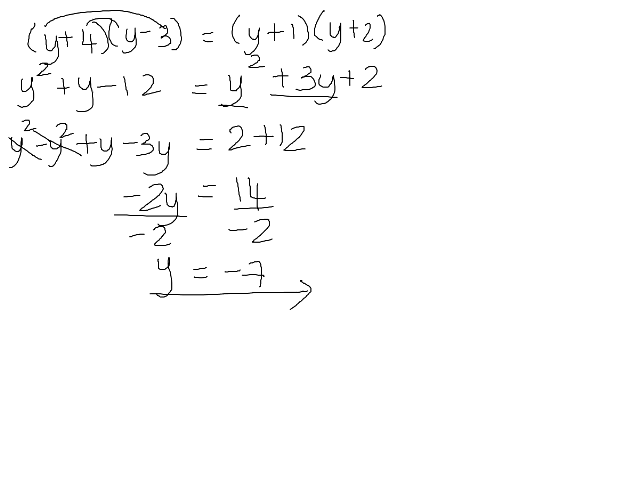 (y+4)(y-3) = (y+1)(y+2)
y² + y - 12 = y² + 3y + 2
y² - y² + y - 3y = 2 + 12
-2y = 14
-2 -2
y = -7